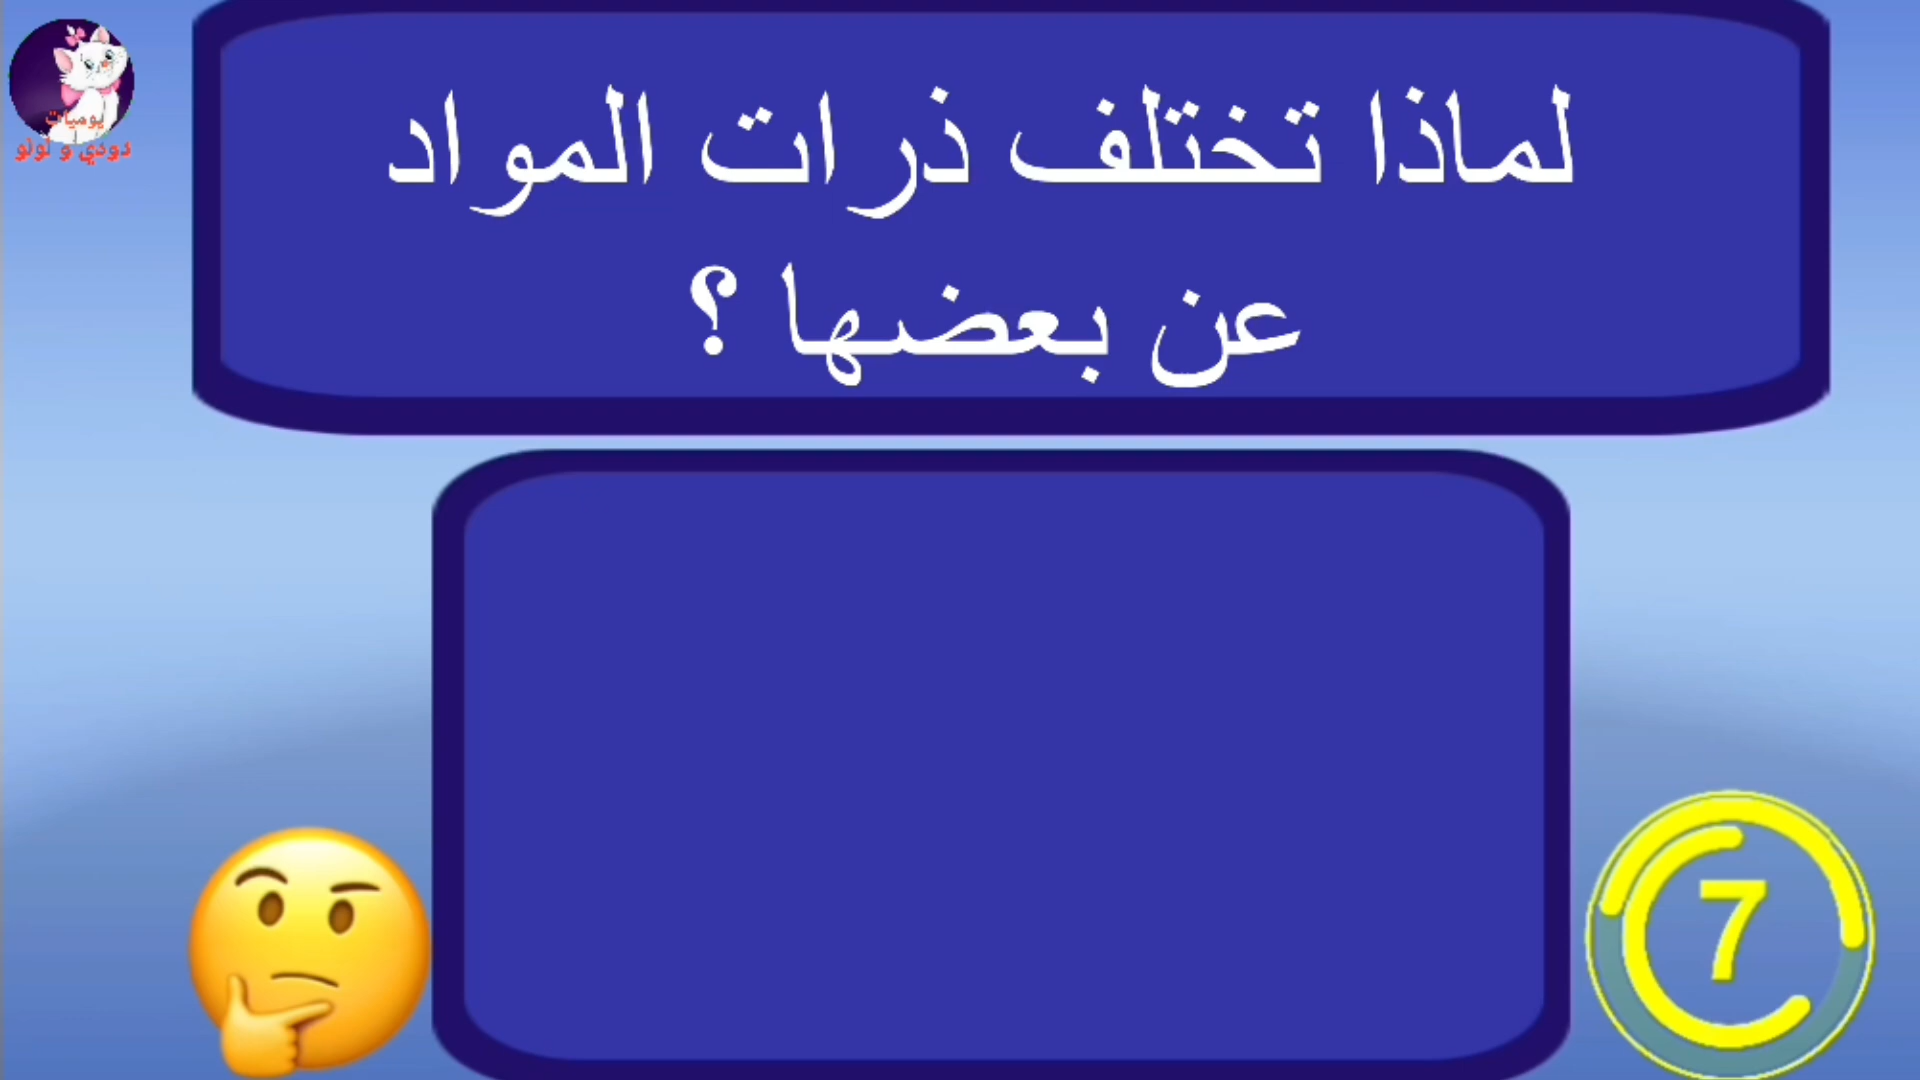 يوميات
دودي و لولو
لماذا تختلف ذرات المواد
عن بعضها ؟
7